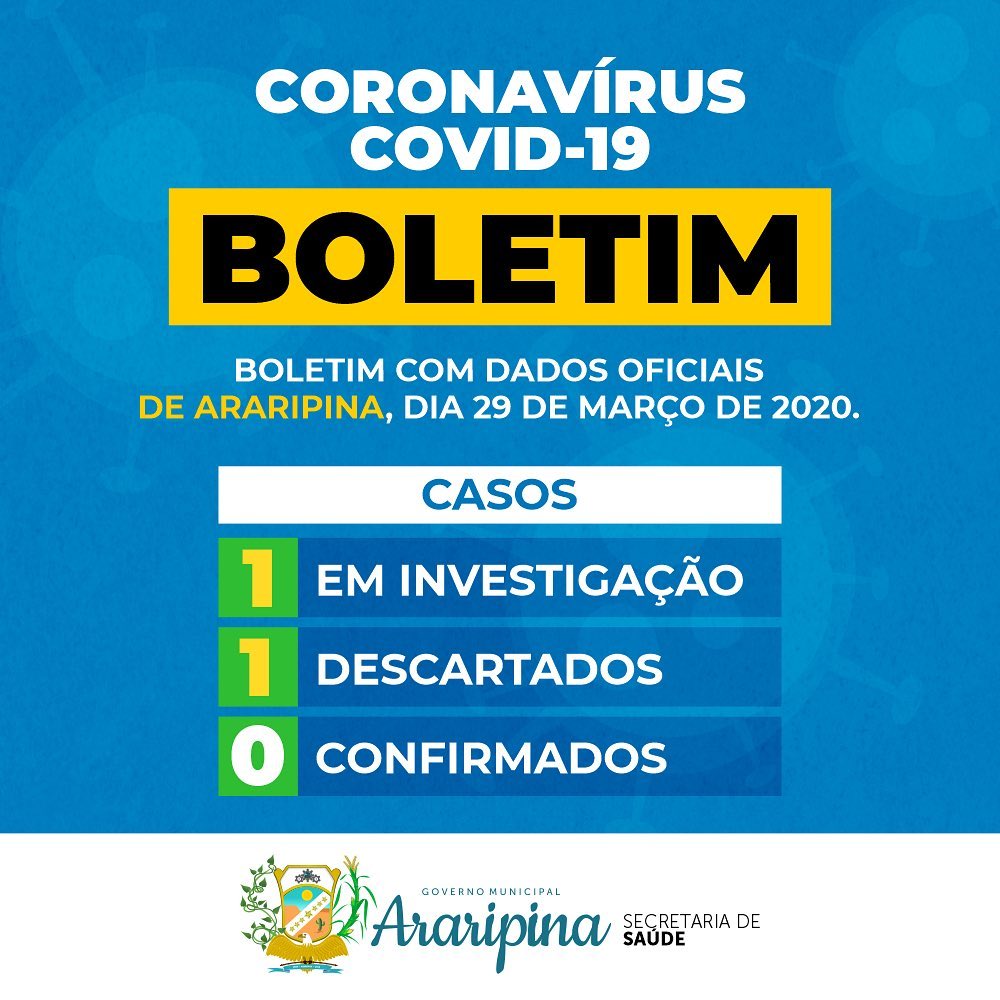 CORONAVÍRUS
COVID-19
BOLETIM
BOLETIM COM DADOS OFICIAIS
DE ARARIPINA, DIA 29 DE MARÇO DE 2020.
CASOS
1 EM INVESTIGAÇÃO
1 DESCARTADOS
0 CONFIRMADOS
GOVERNO MUNICIPAL
Araripina
SECRETARIA DE
SAÚDE